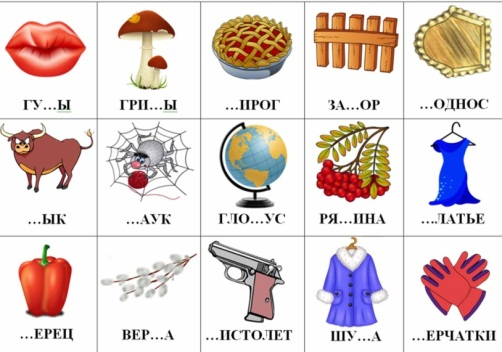 ГУ...Ы
ГРИ...Ы
...ПРОГ
ЗА...ОР
...ОДНОС
...ЫК
...АУК
ГЛО...УС
РЯ...ИНА
...ЛАТЬЕ
...ЕРЕЦ
ВЕР...А
...ИСТОЛЕТ
ШУ...А
...ЕРЧАТКИ